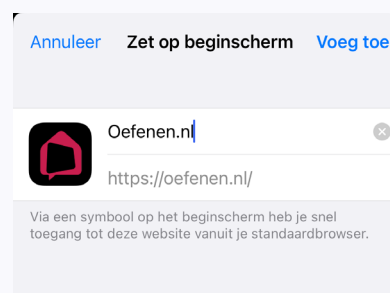 Annuleer Zet op beginscherm Voeg toe
Oefenen.nl
https://oefenen.nl/
Via een symbool op het beginscherm heb je snel
toegang tot deze website vanuit je standaardbrowser.